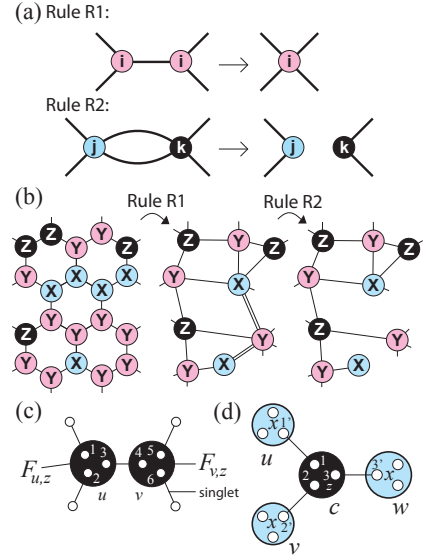 (a) Rule R1:
i i i
Rule R2:
j k j k
(b) Rule R1 Rule R2
Z Y
Z Y Z
Y X X
X X
Y Y
Z Y Y
Y X Y
Y Y
Z Y Z
Y X
Z Y
X
Y
Z Y Z
Y X
Z Y
X
Y
(c)
F_{u,z} 1 3 2 4 5 6 F_{v,z}
u v
singlet
(d)
x 1'
u
1 2 3 z
c
3' x
w
x 2'
v